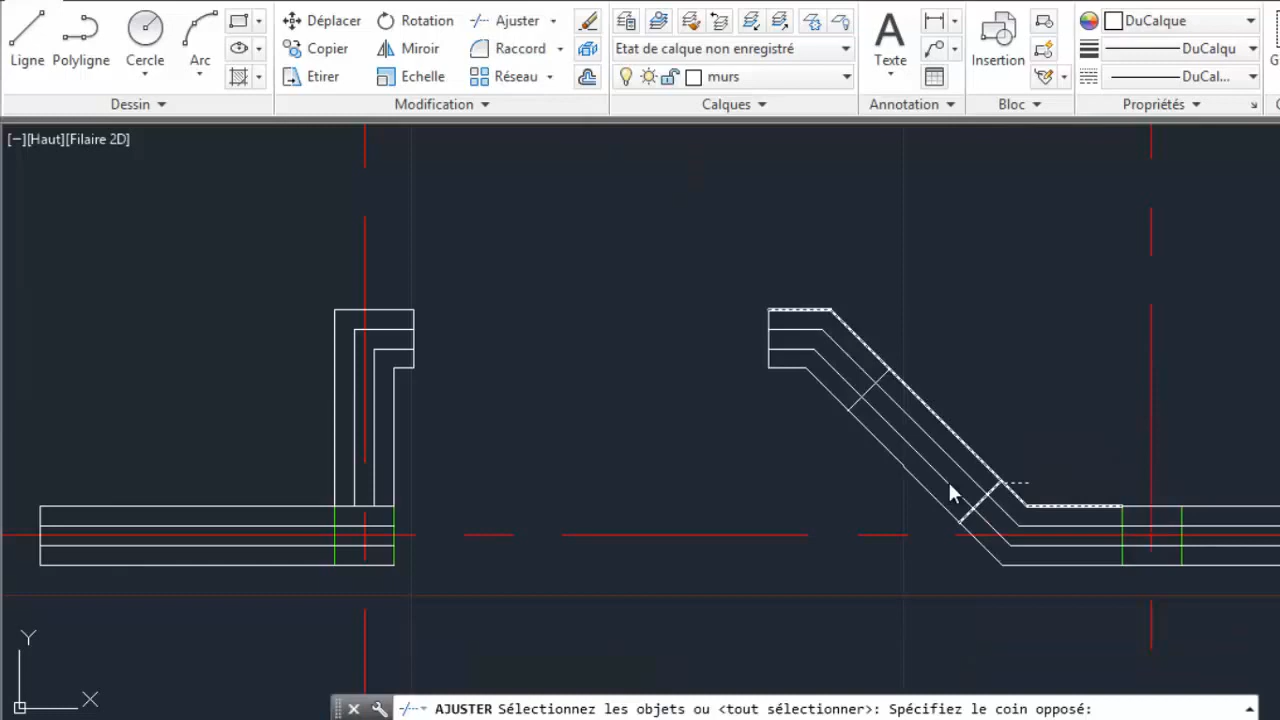 Déplacer Rotation Ajuster
DuCalque
Ligne Polyligne Cercle Arc
Copier Miroir Raccord
Etat de calque non enregistré
Texte
Insertion
DuCalqu
Etirer Echelle Réseau
murs
DuCal...
Dessin Modification Calques Annotation Bloc Propriétés
[−][Haut][Filaire 2D]
Y
X
AJUSTER Sélectionnez les objets ou <tout sélectionner>: Spécifiez le coin opposé: